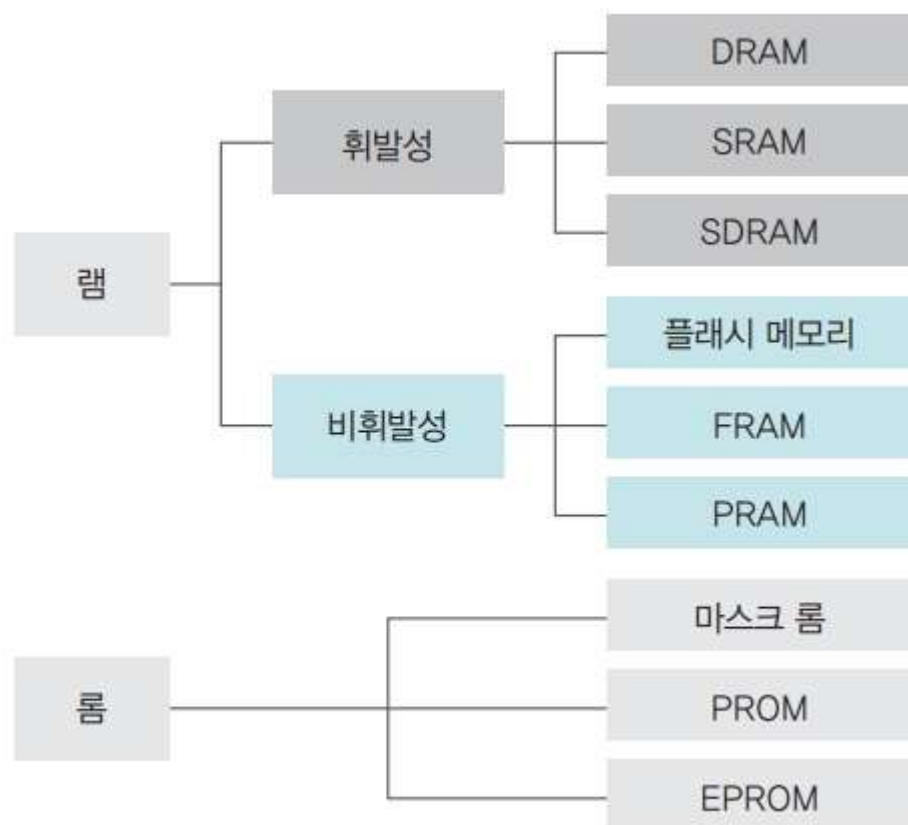 램
휘발성
DRAM
SRAM
SDRAM
비휘발성
플래시 메모리
FRAM
PRAM
롬
마스크 롬
PROM
EPROM